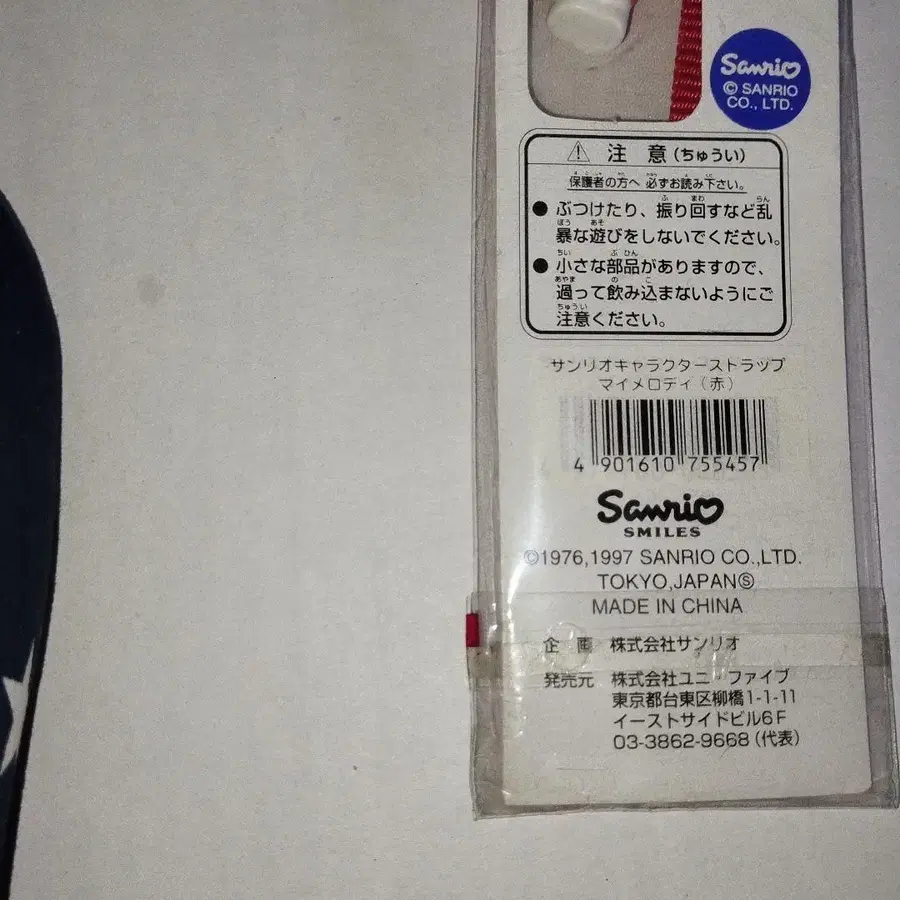 Sanrio
© SANRIO
CO., LTD.
⚠ 注 意 (ちゅうい)
保護者の方へ 必ずお読み下さい。
● ぶつけたり、振り回すなど乱
暴な遊びをしないでください。
● 小さな部品がありますので、
過って飲み込まないようにご
注意ください。
サンリオキャラクターストラップ
マイメロディ(赤)
4 901610 755457
Sanrio
SMILES
©1976,1997 SANRIO CO.,LTD.
TOKYO,JAPANⓈ
MADE IN CHINA
企 画 株式会社サンリオ
発売元 株式会社ユニ・ファイブ
東京都台東区柳橋1-1-11
イーストサイドビル6F
03-3862-9668(代表)